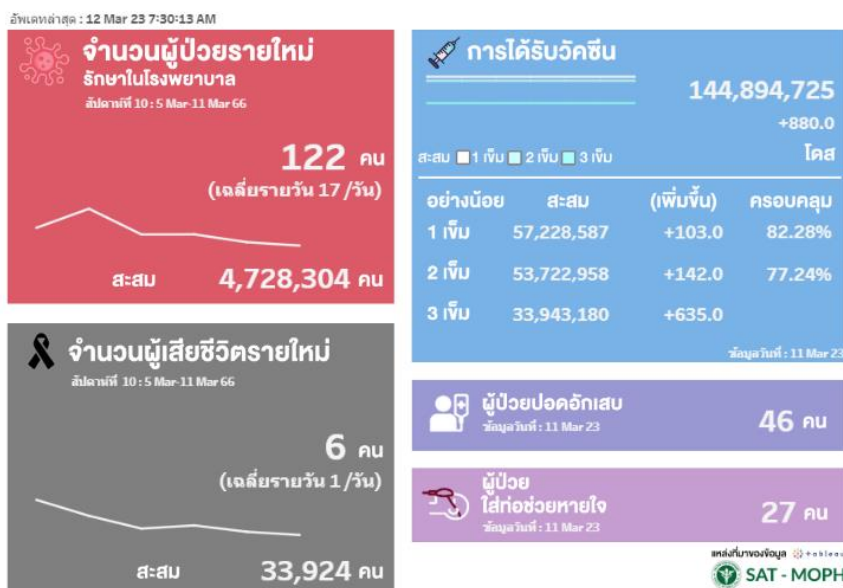 อัพเดทล่าสุด : 12 Mar 23 7:30:13 AM
จำนวนผู้ป่วยรายใหม่
รักษาในโรงพยาบาล
สัปดาห์ที่ 10 : 5 Mar-11 Mar 66
122 คน
(เฉลี่ยรายวัน 17 /วัน)
สะสม 4,728,304 คน
จำนวนผู้เสียชีวิตรายใหม่
สัปดาห์ที่ 10 : 5 Mar-11 Mar 66
6 คน
(เฉลี่ยรายวัน 1 /วัน)
สะสม 33,924 คน
การได้รับวัคซีน
144,894,725
+880.0
สะสม 1 เข็ม 2 เข็ม 3 เข็ม โดส
อย่างน้อย สะสม (เพิ่มขึ้น) ครอบคลุม
1 เข็ม 57,228,587 +103.0 82.28%
2 เข็ม 53,722,958 +142.0 77.24%
3 เข็ม 33,943,180 +635.0
ข้อมูลวันที่ : 11 Mar 23
ผู้ป่วยปอดอักเสบ
ข้อมูลวันที่ : 11 Mar 23
46 คน
ผู้ป่วย
ใส่ท่อช่วยหายใจ
ข้อมูลวันที่ : 11 Mar 23
27 คน
แหล่งที่มาของข้อมูล +tableau
SAT - MOPH